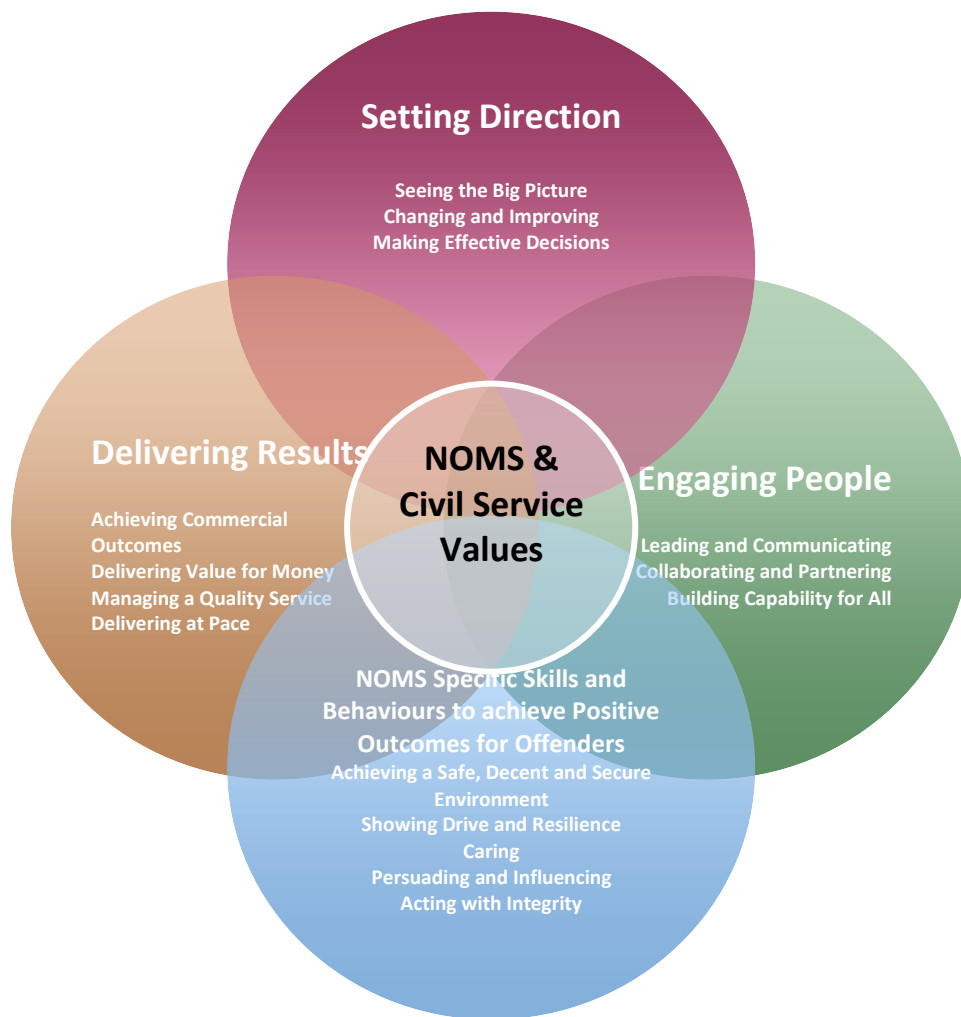 Setting Direction
Seeing the Big Picture
Changing and Improving
Making Effective Decisions
Delivering Results
Achieving Commercial
Outcomes
Delivering Value for Money
Managing a Quality Service
Delivering at Pace
NOMS &
Civil Service
Values
Engaging People
Leading and Communicating
Collaborating and Partnering
Building Capability for All
NOMS Specific Skills and
Behaviours to achieve Positive
Outcomes for Offenders
Achieving a Safe, Decent and Secure
Environment
Showing Drive and Resilience
Caring
Persuading and Influencing
Acting with Integrity